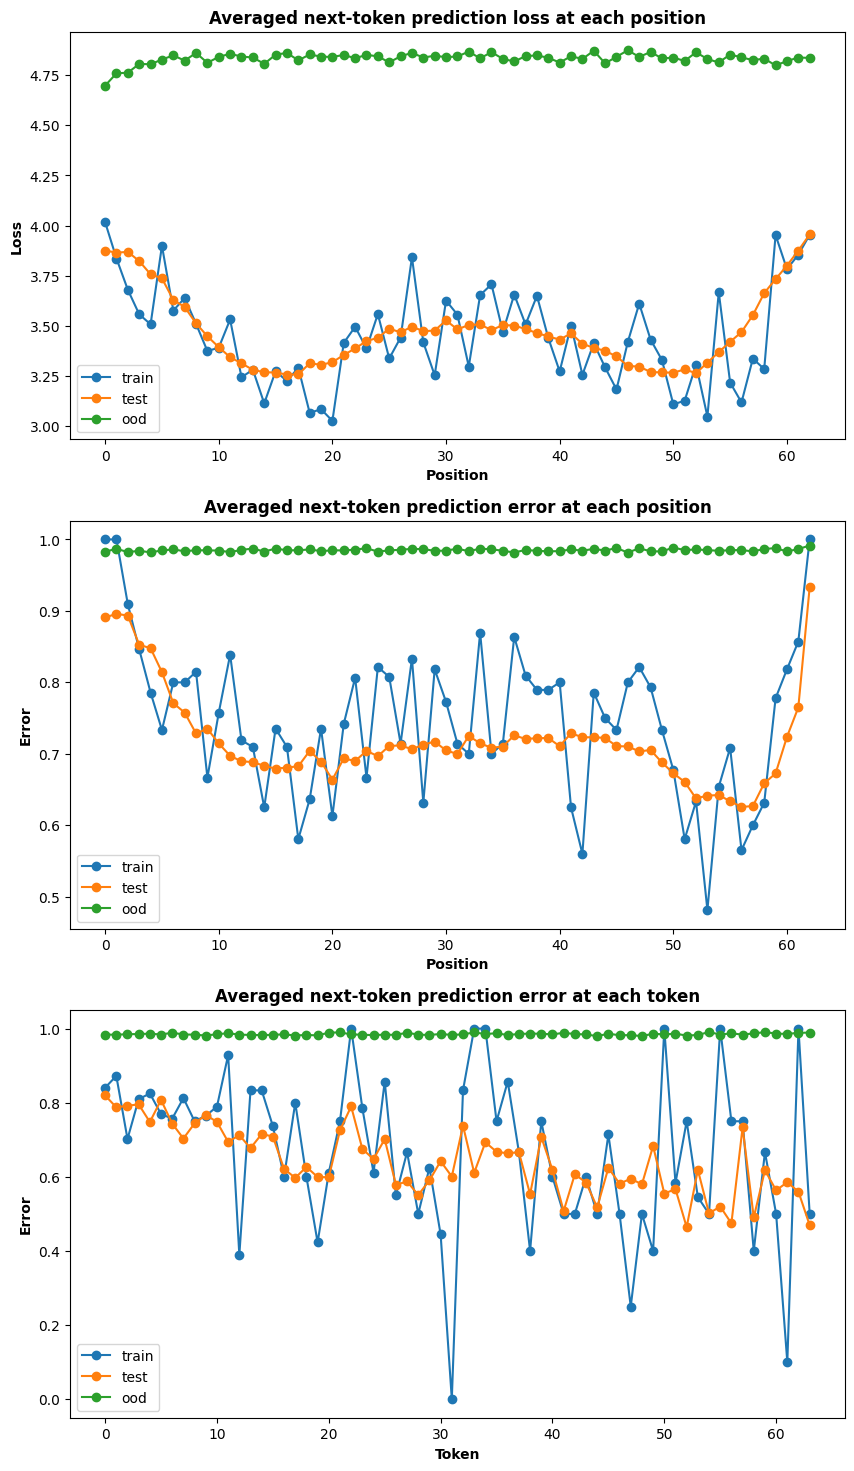 Averaged next-token prediction loss at each position
Loss
4.75
4.50
4.25
4.00
3.75
3.50
3.25
3.00
train
test
ood
0 10 20 30 40 50 60
Position
Averaged next-token prediction error at each position
Error
1.0
0.9
0.8
0.7
0.6
0.5
train
test
ood
0 10 20 30 40 50 60
Position
Averaged next-token prediction error at each token
Error
1.0
0.8
0.6
0.4
0.2
0.0
train
test
ood
0 10 20 30 40 50 60
Token